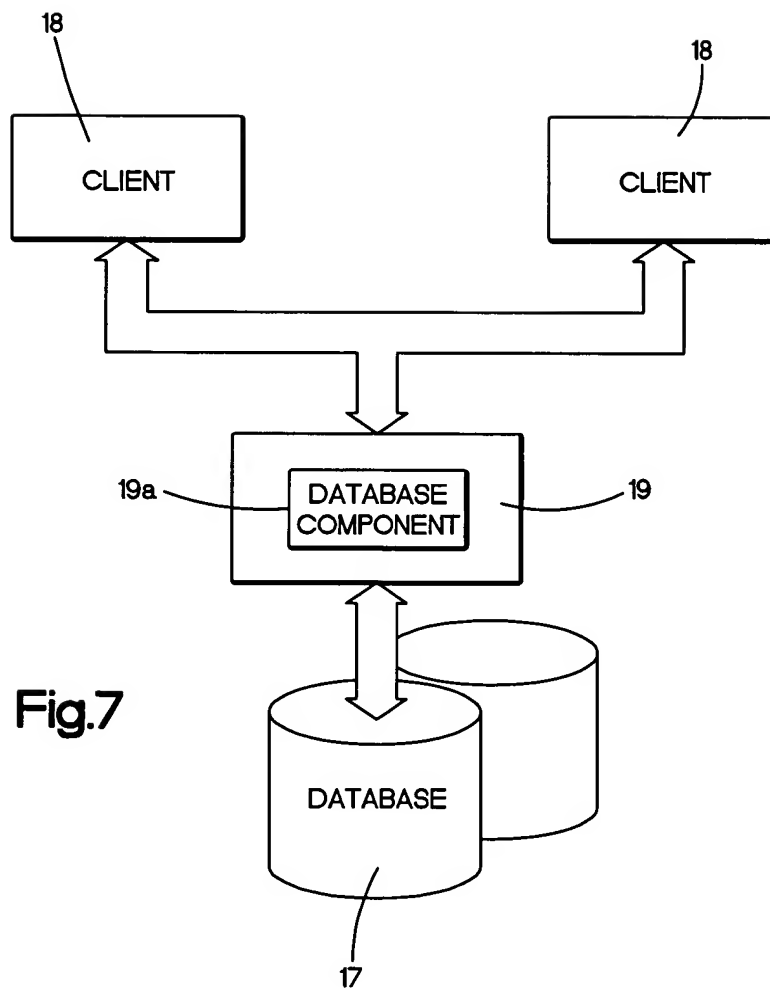 18
18
CLIENT
CLIENT
19a
DATABASE
COMPONENT
19
Fig.7
DATABASE
17